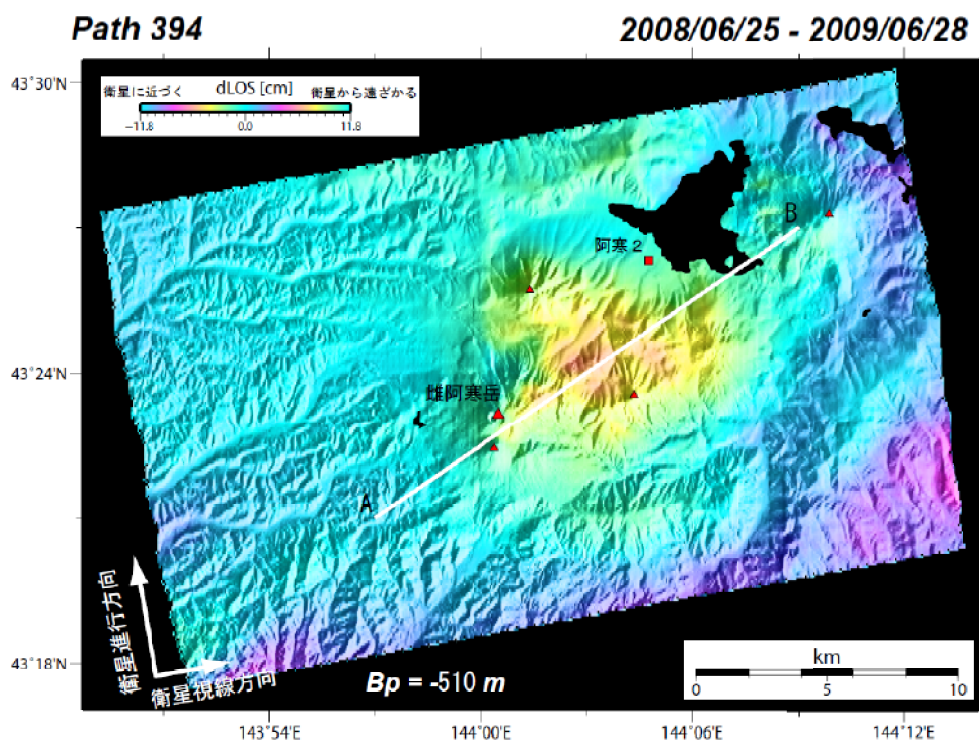 Path 394
2008/06/25 - 2009/06/28
43°30'N
衛星に近づく
dLOS [cm]
衛星から遠ざかる
-11.8
0.0
11.8
B
阿寒２
43°24'N
雌阿寒岳
A
衛星進行方向
衛星視線方向
Bp = -510 m
km
0
5
10
43°18'N
143°54'E
144°00'E
144°06'E
144°12'E